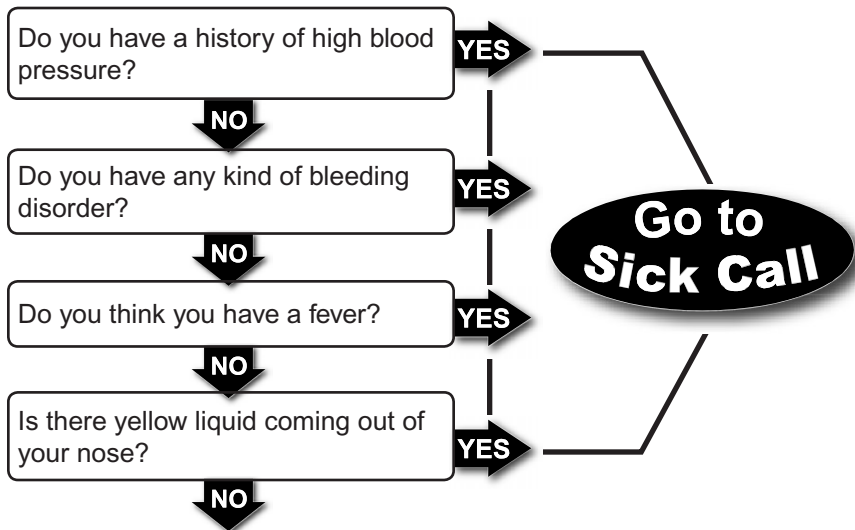 Do you have a history of high blood
pressure?
YES
NO
Do you have any kind of bleeding
disorder?
YES
NO
Do you think you have a fever?
YES
NO
Is there yellow liquid coming out of
your nose?
YES
NO
Go to
Sick Call